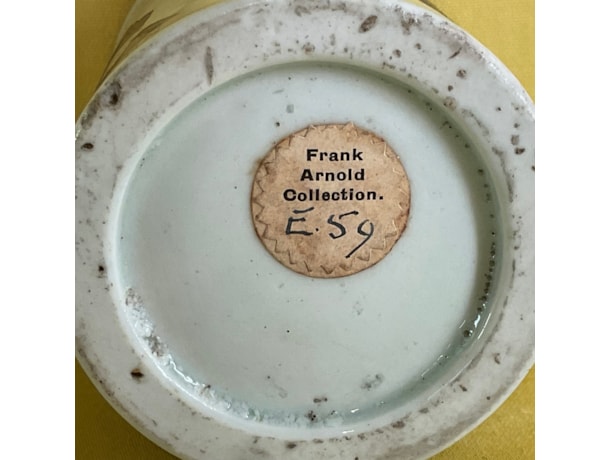 Frank
Arnold
Collection.
E.59